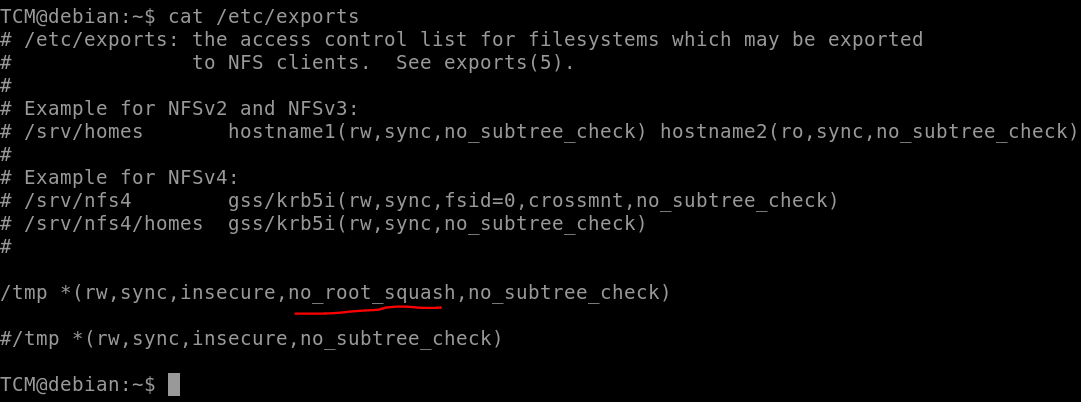 TCM@debian:~$ cat /etc/exports
# /etc/exports: the access control list for filesystems which may be exported
#               to NFS clients.  See exports(5).
#
# Example for NFSv2 and NFSv3:
# /srv/homes       hostname1(rw,sync,no_subtree_check) hostname2(ro,sync,no_subtree_check)
#
# Example for NFSv4:
# /srv/nfs4        gss/krb5i(rw,sync,fsid=0,crossmnt,no_subtree_check)
# /srv/nfs4/homes  gss/krb5i(rw,sync,no_subtree_check)
#
/tmp *(rw,sync,insecure,no_root_squash,no_subtree_check)
#/tmp *(rw,sync,insecure,no_subtree_check)
TCM@debian:~$